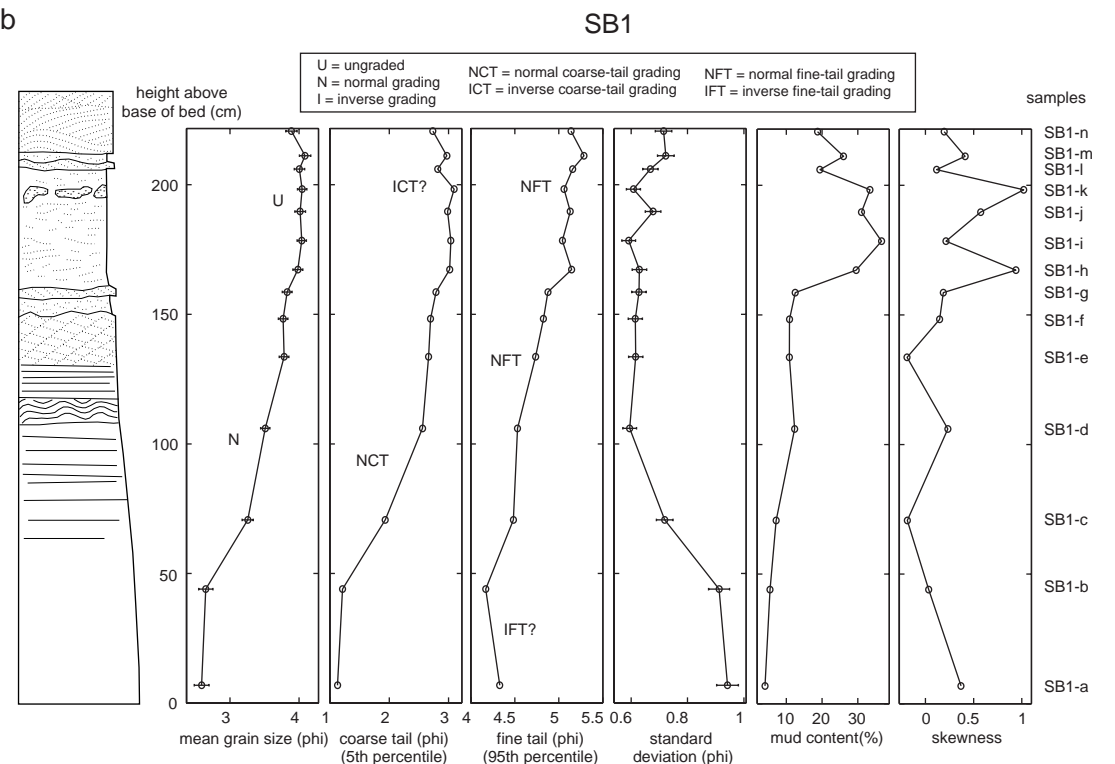 b
SB1
U = ungraded
N = normal grading
I = inverse grading
NCT = normal coarse-tail grading
ICT = inverse coarse-tail grading
NFT = normal fine-tail grading
IFT = inverse fine-tail grading
height above
base of bed (cm)
samples
SB1-n
SB1-m
SB1-l
200
U
ICT?
NFT
SB1-k
SB1-j
SB1-i
SB1-h
SB1-g
150
SB1-f
NFT
SB1-e
100
N
NCT
SB1-d
SB1-c
50
SB1-b
IFT?
SB1-a
0
3 4
1 2 3
4 4.5 5 5.5
0.6 0.8 1
10 20 30
0 0.5 1
mean grain size (phi)
coarse tail (phi)
(5th percentile)
fine tail (phi)
(95th percentile)
standard
deviation (phi)
mud content(%)
skewness